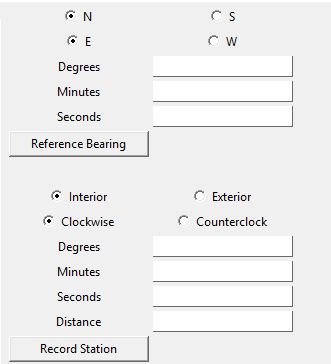 N S
E W
Degrees
Minutes
Seconds
Reference Bearing
Interior Exterior
Clockwise Counterclock
Degrees
Minutes
Seconds
Distance
Record Station